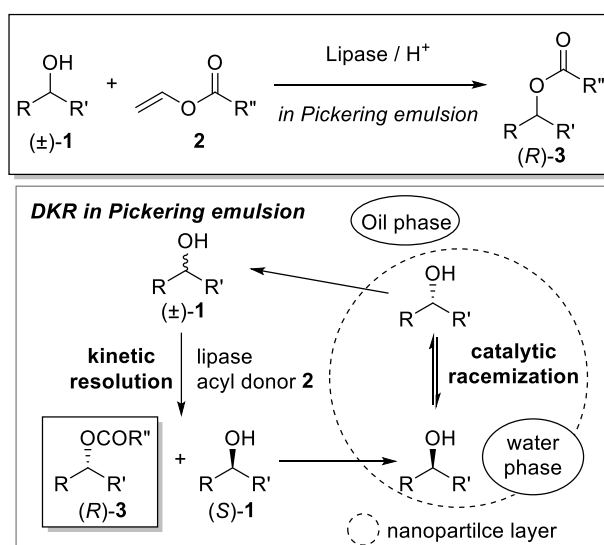 OH
R R'
(±)-1
+
O
O R"
2
Lipase / H+
in Pickering emulsion
O
O R"
R R'
(R)-3
DKR in Pickering emulsion
Oil phase
OH
R R'
(±)-1
OH
R R'
kinetic
resolution
lipase
acyl donor 2
catalytic
racemization
OCOR"
R R'
(R)-3
+
OH
R R'
(S)-1
OH
R R'
water
phase
nanopartilce layer